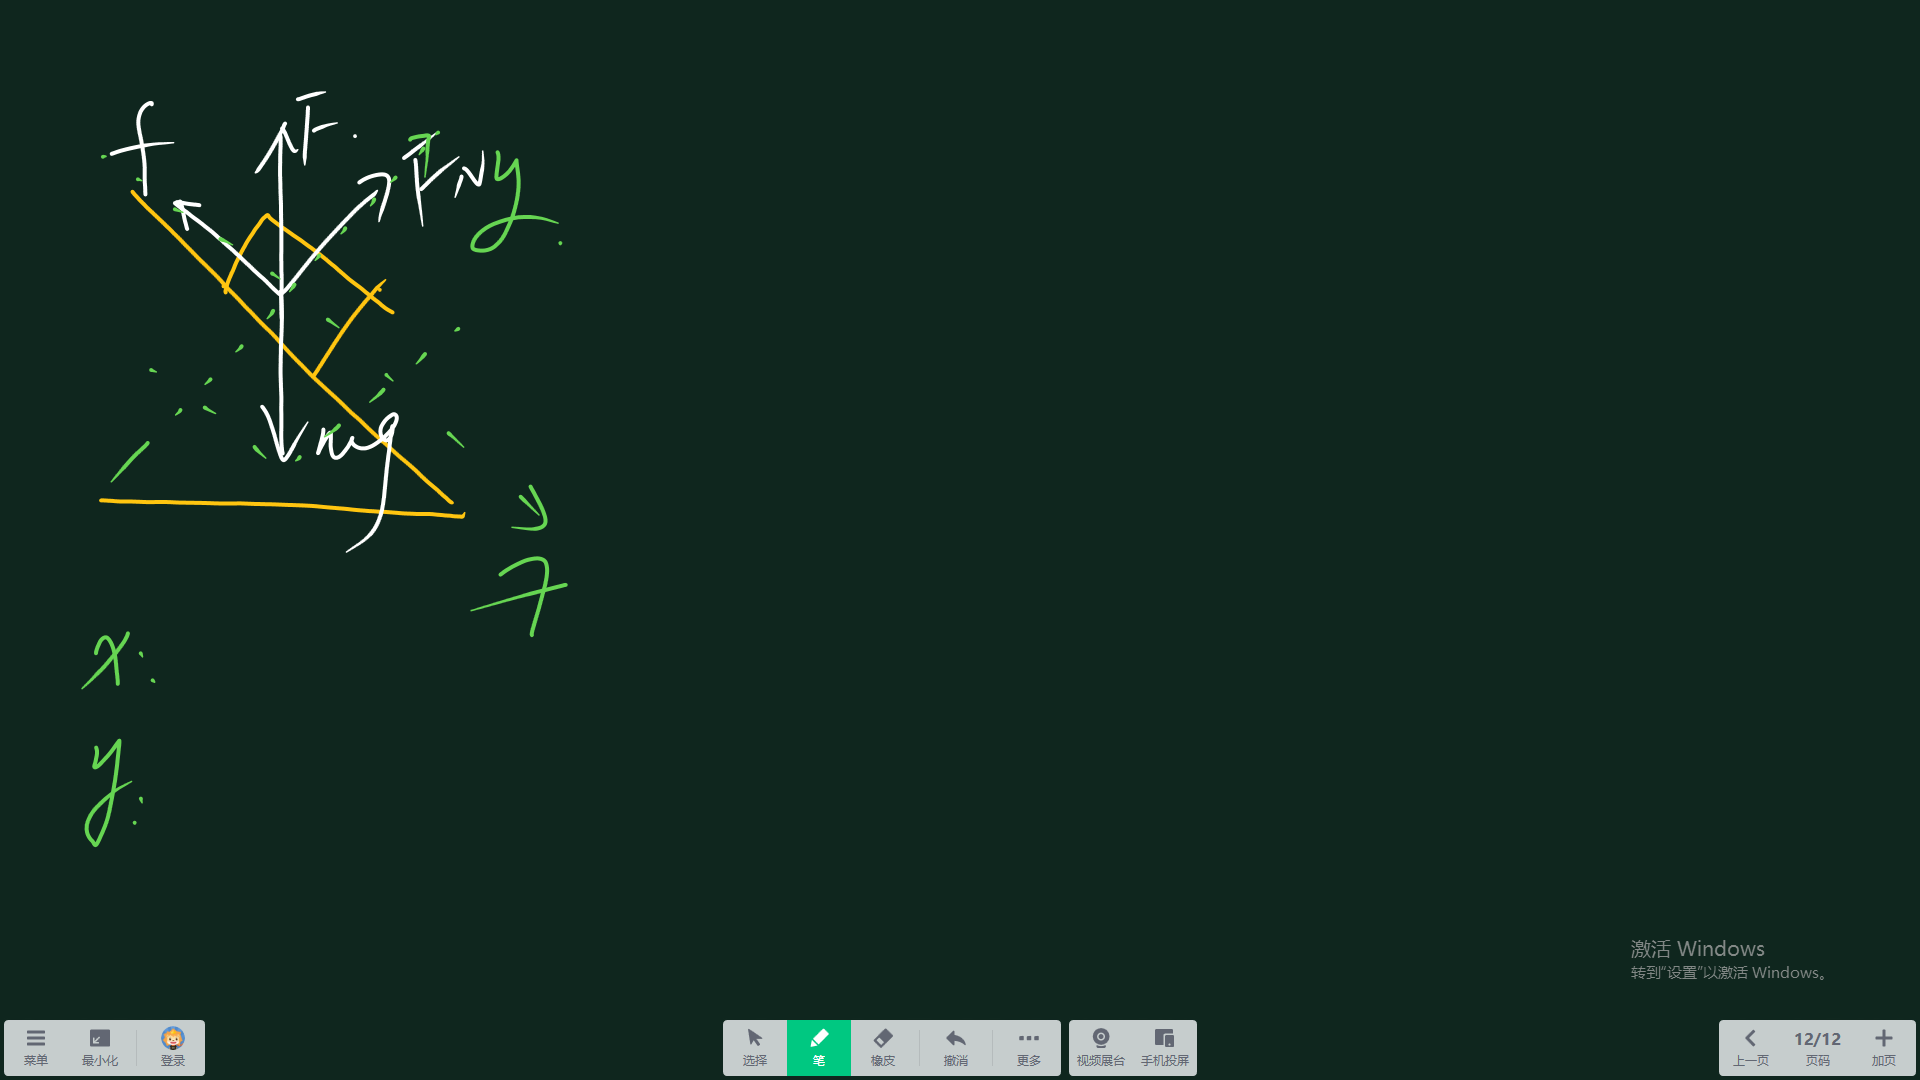 f
F
FN
y
mg
x:
y:
激活 Windows
转到“设置”以激活 Windows。
菜单
最小化
登录
选择
笔
橡皮
撤消
更多
视频展台
手机投屏
上一页
12/12
页码
加页